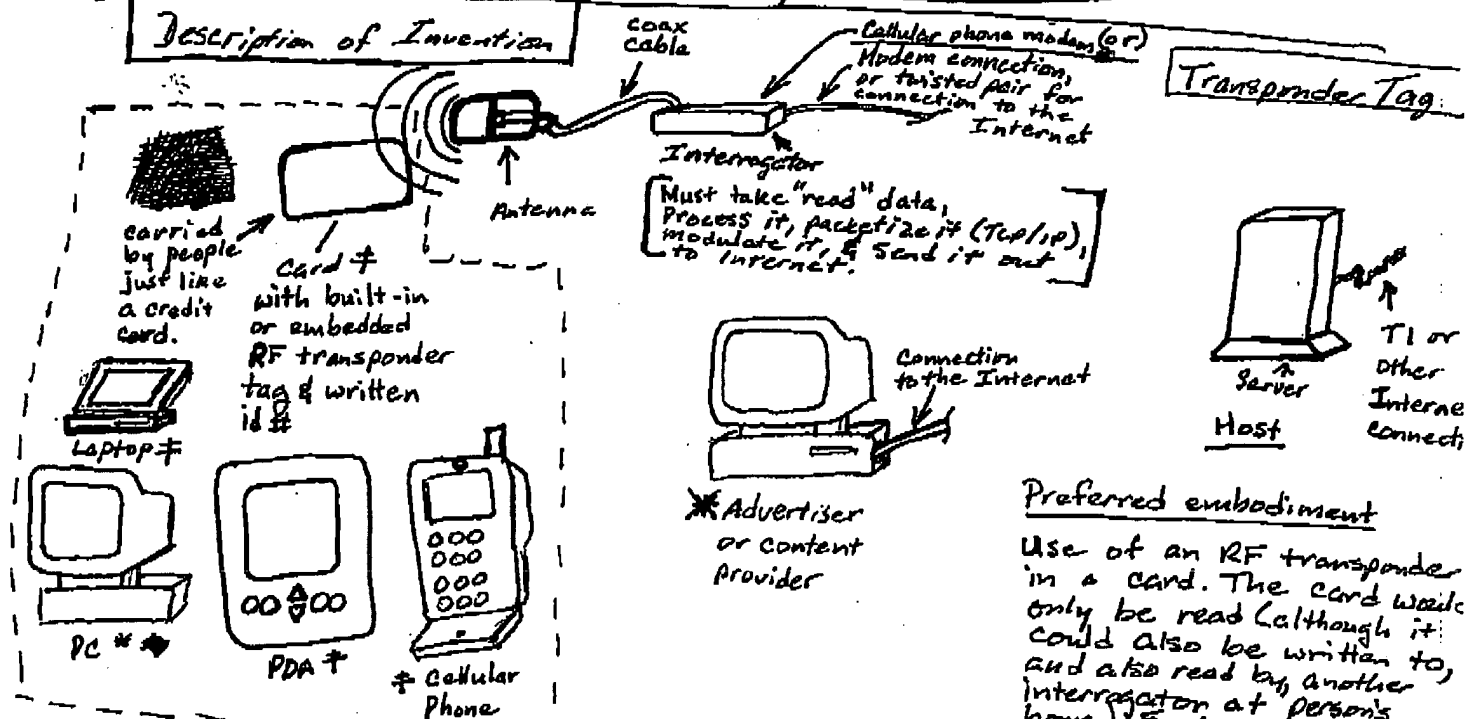 Description of Invention
coax
cable
Cellular phone modem (or)
Modem connection,
or twisted pair for
connection to the
Internet
Transponder Tag
Interrogator
Antenna
[Must take "read" data,
Process it, packetize it (Tcp/ip),
modulate it, & Send it out
to Internet.]
carried
by people
just like
a credit
card.
Card ‡
with built-in
or embedded
RF transponder
tag & written
id #
Laptop ‡
PC *
PDA ‡
‡ Cellular
Phone
Connection
to the Internet
* Advertiser
or content
provider
Server
Host
T1 or
Other
Interne
connecti
Preferred embodiment
Use of an RF transponder
in a card. The card would
only be read (although it
could also be written to,
and also read by, another
interrogator at person's